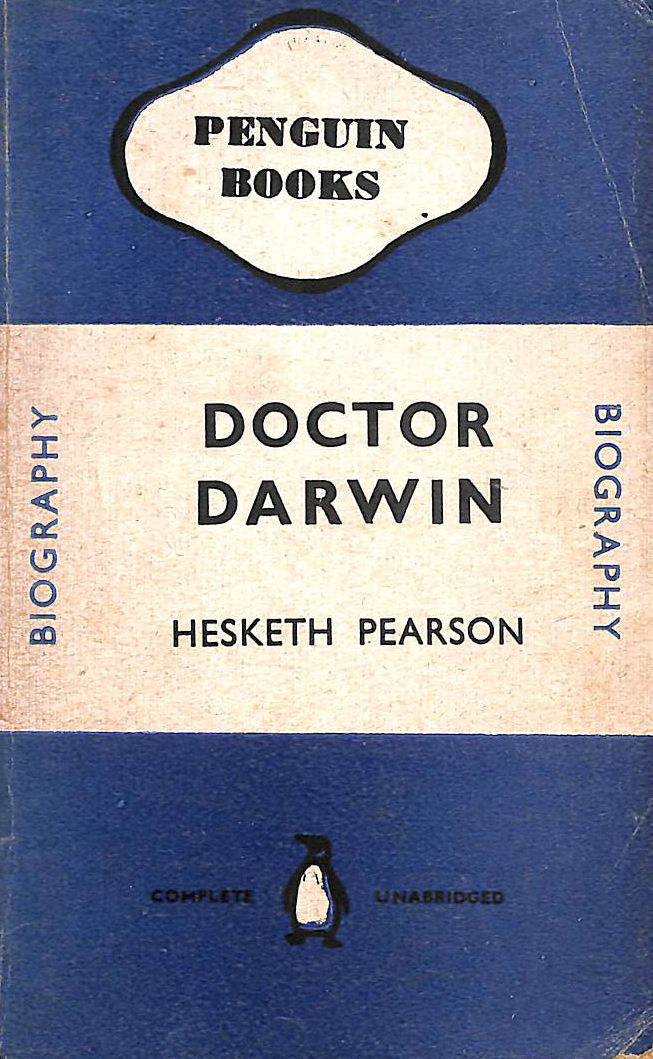 PENGUIN
BOOKS
BIOGRAPHY
DOCTOR
DARWIN
HESKETH PEARSON
BIOGRAPHY
COMPLETE UNABRIDGED